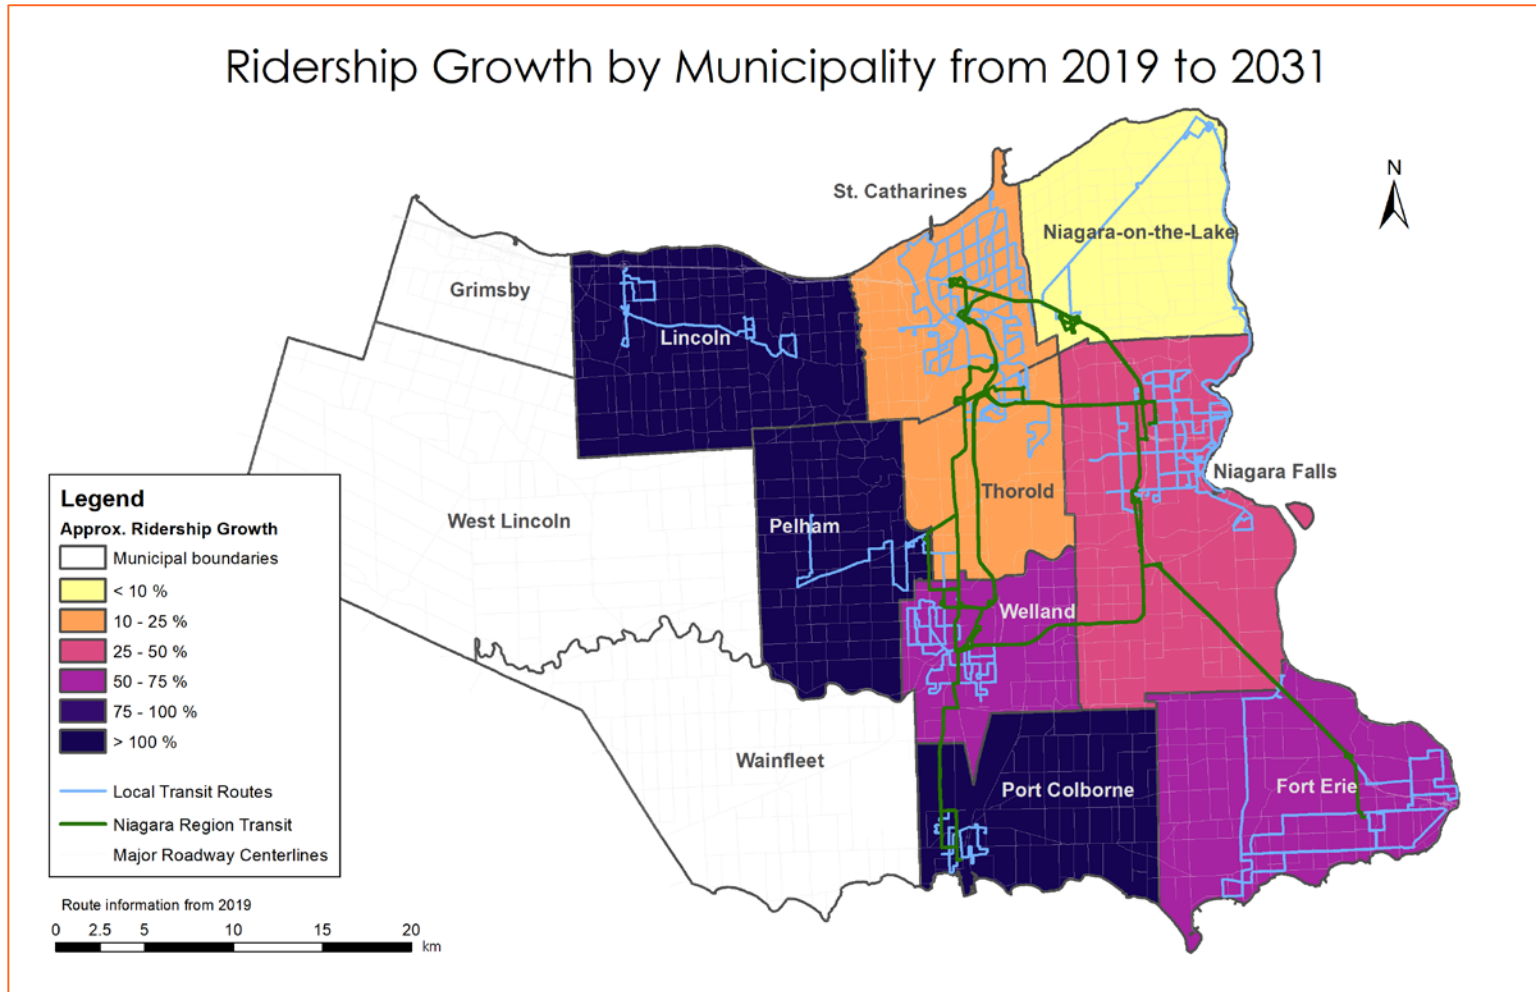 Ridership Growth by Municipality from 2019 to 2031
N
St. Catharines
Niagara-on-the-Lake
Grimsby
Lincoln
Niagara Falls
Thorold
West Lincoln
Pelham
Welland
Wainfleet
Port Colborne
Fort Erie
Legend
Approx. Ridership Growth
Municipal boundaries
< 10 %
10 - 25 %
25 - 50 %
50 - 75 %
75 - 100 %
> 100 %
Local Transit Routes
Niagara Region Transit
Major Roadway Centerlines
Route information from 2019
0 2.5 5 10 15 20
km